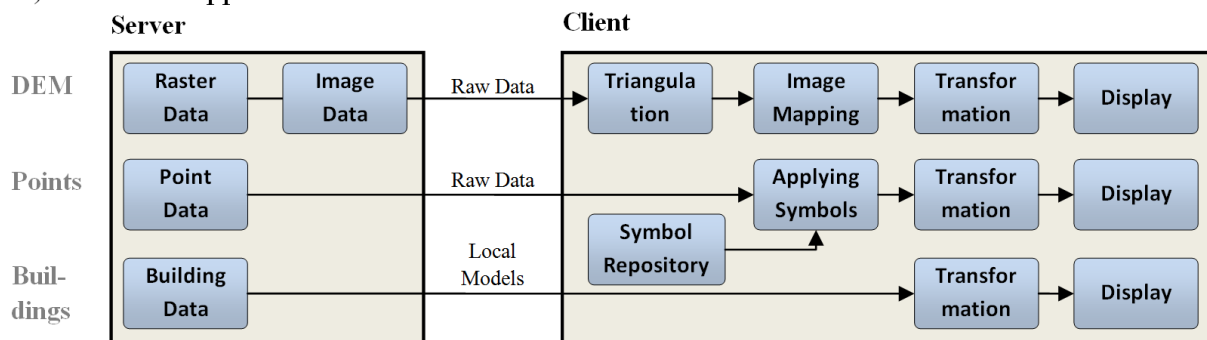 Server
Client
DEM
Raster
Data
Image
Data
Raw Data
Triangula
tion
Image
Mapping
Transfor
mation
Display
Points
Point
Data
Raw Data
Applying
Symbols
Transfor
mation
Display
Symbol
Repository
Buil-
dings
Building
Data
Local
Models
Transfor
mation
Display